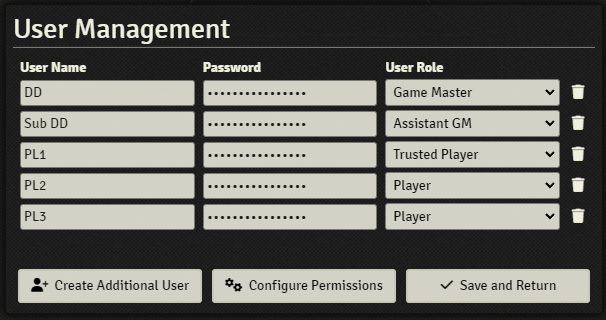 User Management
User Name Password User Role
DD •••••••••••••••• Game Master
Sub DD •••••••••••••••• Assistant GM
PL1 •••••••••••••••• Trusted Player
PL2 •••••••••••••••• Player
PL3 •••••••••••••••• Player
Create Additional User Configure Permissions Save and Return